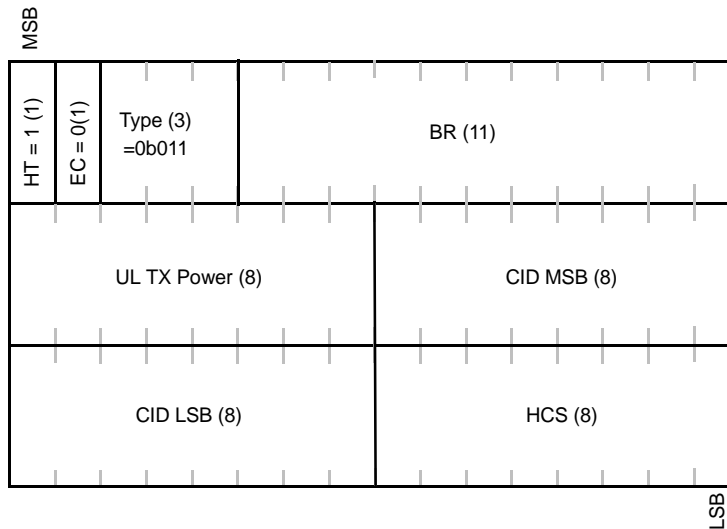 MSB
HT = 1 (1)
EC = 0(1)
Type (3)
=0b011
BR (11)
UL TX Power (8)
CID MSB (8)
CID LSB (8)
HCS (8)
LSB